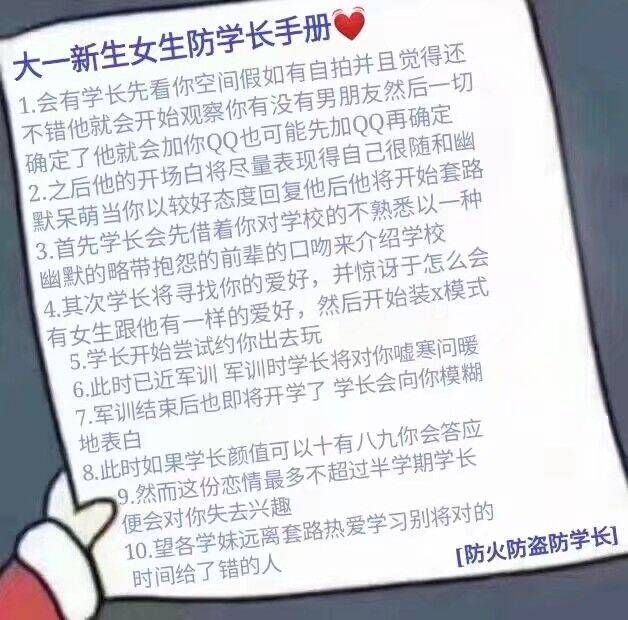 大一新生女生防学长手册❤
1.会有学长先看你空间假如有自拍并且觉得还
不错他就会开始观察你有没有男朋友然后一切
确定了他就会加你QQ也可能先加QQ再确定
2.之后他的开场白将尽量表现得自己很随和幽
默呆萌当你以较好态度回复他后他将开始套路
3.首先学长会先借着你对学校的不熟悉以一种
幽默的略带抱怨的前辈的口吻来介绍学校
4.其次学长将寻找你的爱好，并惊讶于怎么会
有女生跟他有一样的爱好，然后开始装x模式
5.学长开始尝试约你出去玩
6.此时已近军训 军训时学长将对你嘘寒问暖
7.军训结束后也即将开学了 学长会向你模糊
地表白
8.此时如果学长颜值可以十有八九你会答应
9.然而这份恋情最多不超过半学期学长
便会对你失去兴趣
10.望各学妹远离套路热爱学习别将对的
时间给了错的人
[防火防盗防学长]